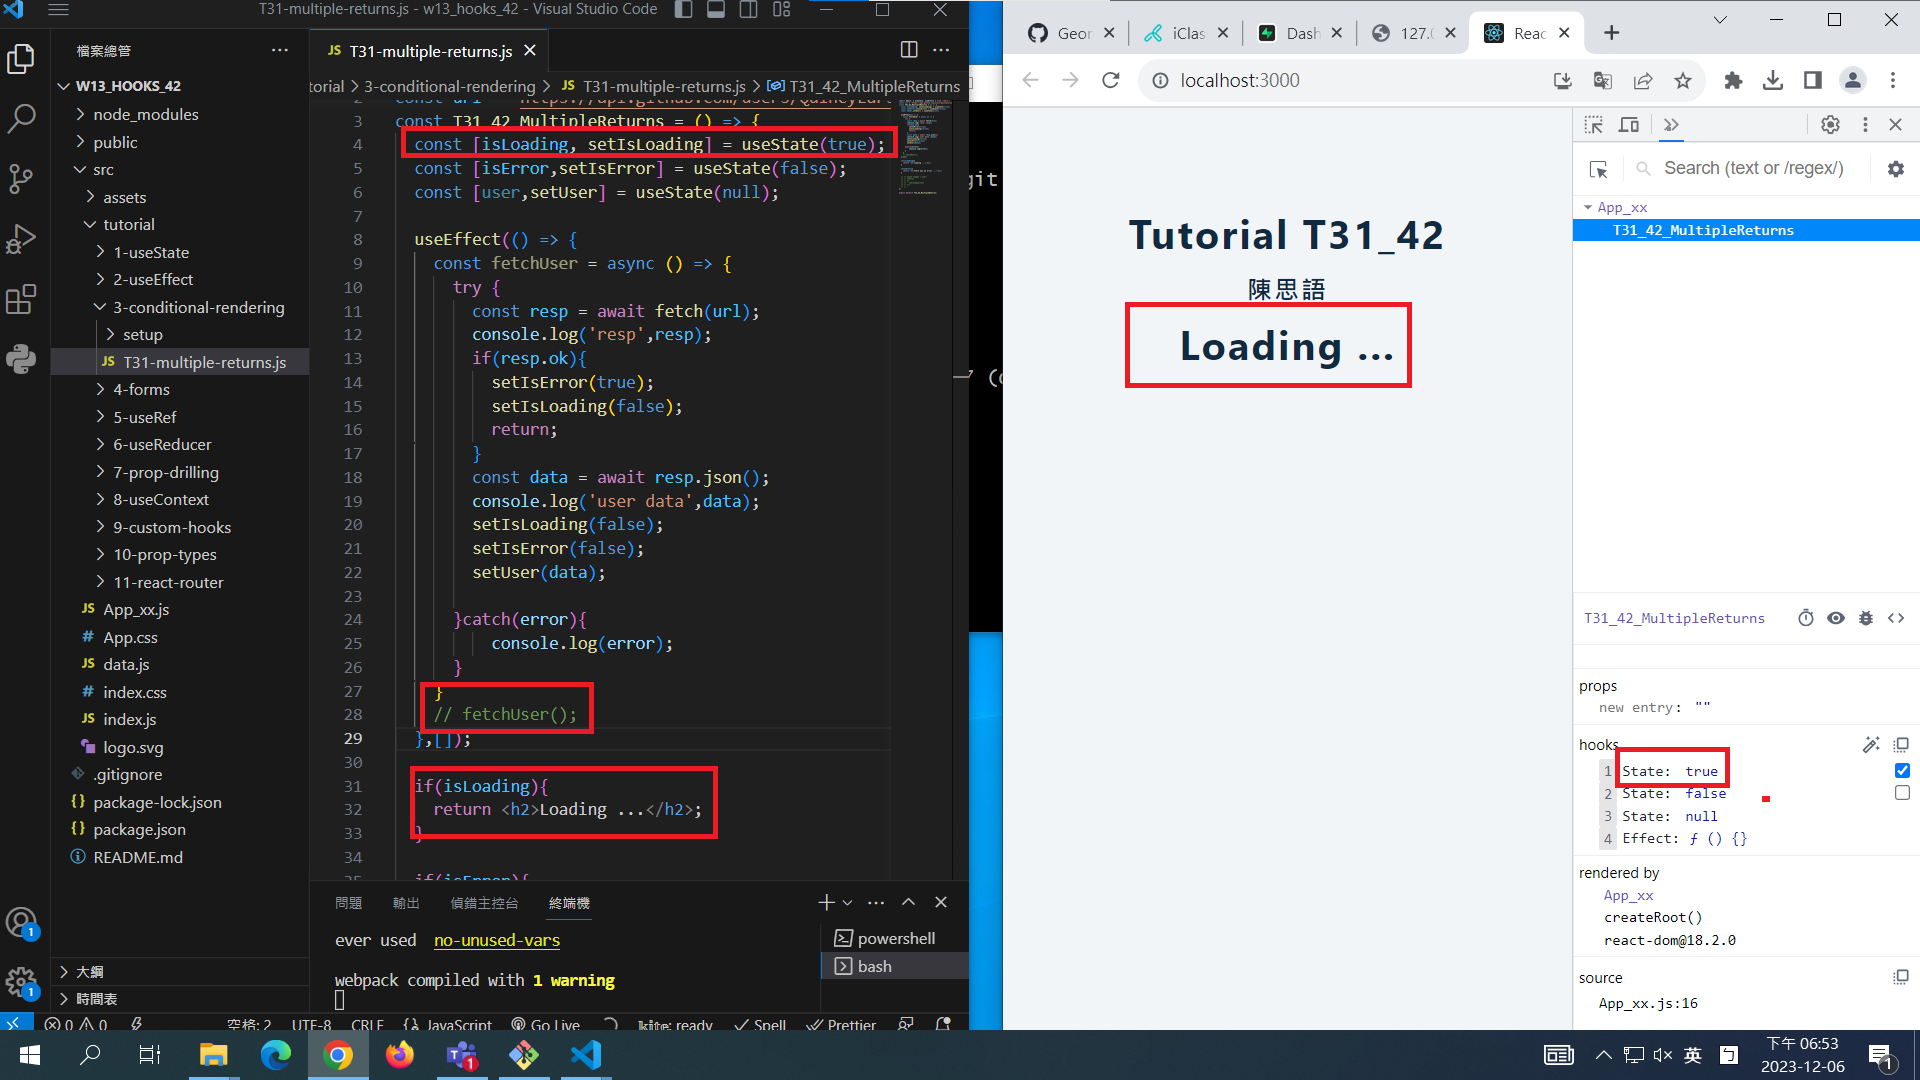 T31-multiple-returns.js - w13_hooks_42 - Visual Studio Code
檔案總管
W13_HOOKS_42
node_modules
public
src
assets
tutorial
1-useState
2-useEffect
3-conditional-rendering
setup
JS T31-multiple-returns.js
4-forms
5-useRef
6-useReducer
7-prop-drilling
8-useContext
9-custom-hooks
10-prop-types
11-react-router
JS App_xx.js
# App.css
JS data.js
# index.css
JS index.js
logo.svg
.gitignore
{} package-lock.json
{} package.json
README.md
大綱
時間表
JS T31-multiple-returns.js
torial > 3-conditional-rendering > JS T31-multiple-returns.js > T31_42_MultipleReturns
3 const T31_42_MultipleReturns = () => {
4 const [isLoading, setIsLoading] = useState(true);
5 const [isError,setIsError] = useState(false);
6 const [user,setUser] = useState(null);
7
8 useEffect(() => {
9 const fetchUser = async () => {
10 try {
11 const resp = await fetch(url);
12 console.log('resp',resp);
13 if(resp.ok){
14 setIsError(true);
15 setIsLoading(false);
16 return;
17 }
18 const data = await resp.json();
19 console.log('user data',data);
20 setIsLoading(false);
21 setIsError(false);
22 setUser(data);
23
24 }catch(error){
25 console.log(error);
26 }
27 }
28 // fetchUser();
29 },[]);
30
31 if(isLoading){
32 return <h2>Loading ...</h2>;
33 }
34
if(isError){
問題 輸出 偵錯主控台 終端機
ever used no-unused-vars
webpack compiled with 1 warning
powershell
bash
0 0 空格: 2 UTF-8 CRLF {} JavaScript Go Live kite: ready Spell Prettier
git
Geor
iClas
Dash
127.0
Reac
localhost:3000
Tutorial T31_42
陳思語
Loading ...
Search (text or /regex/)
App_xx
T31_42_MultipleReturns
T31_42_MultipleReturns
props
new entry: ""
hooks
1 State: true
2 State: false
3 State: null
4 Effect: ƒ () {}
rendered by
App_xx
createRoot()
react-dom@18.2.0
source
App_xx.js:16
英 ㄅ
下午 06:53
2023-12-06
1